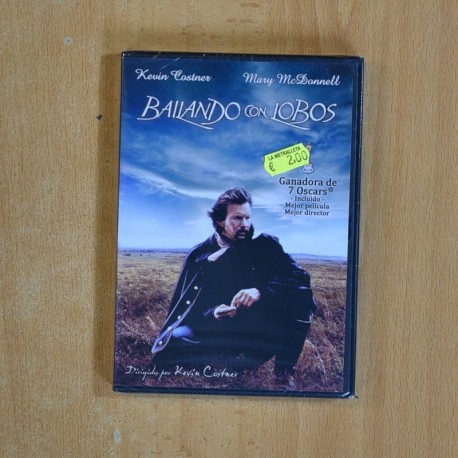 Kevin Costner Mary McDonnell
BAILANDO CON LOBOS
LA METRALLETA
€ 2,00
Ganadora de
7 Oscars©
- Incluido -
Mejor película
Mejor director
Dirigida por Kevin Costner